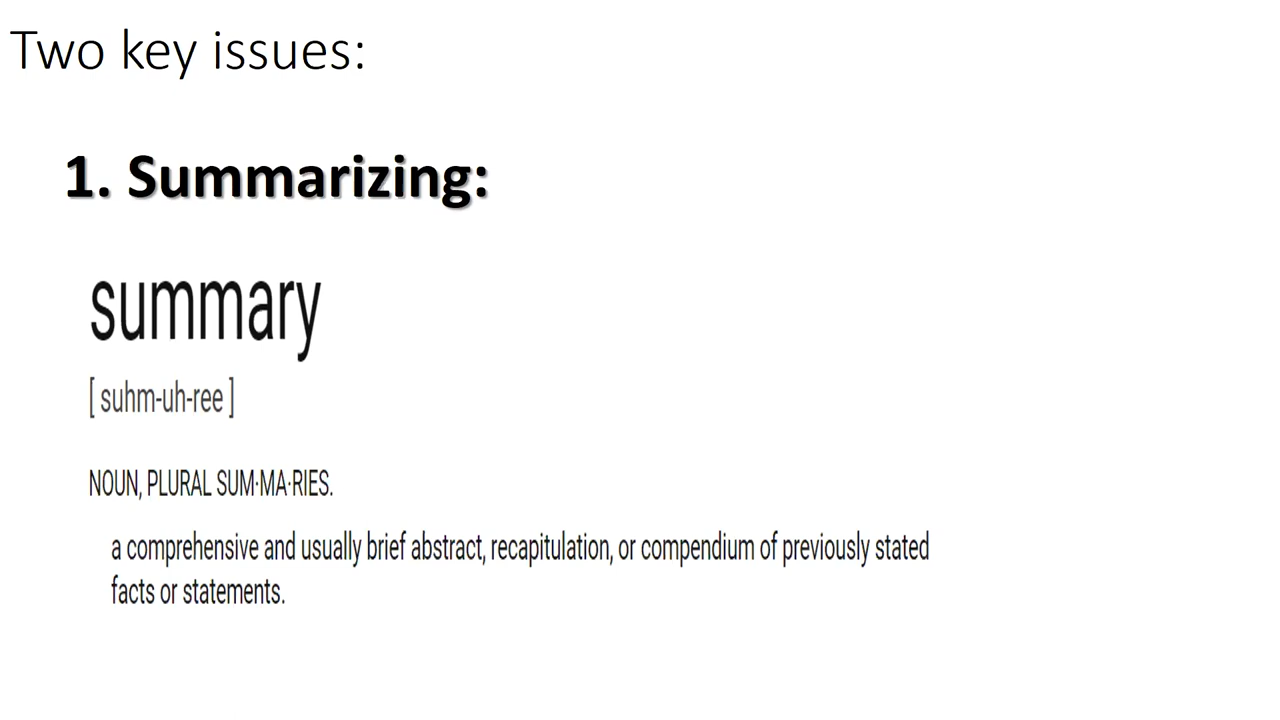 Two key issues:
1. Summarizing:
summary
[ suhm-uh-ree ]
NOUN, PLURAL SUM·MA·RIES.
a comprehensive and usually brief abstract, recapitulation, or compendium of previously stated
facts or statements.